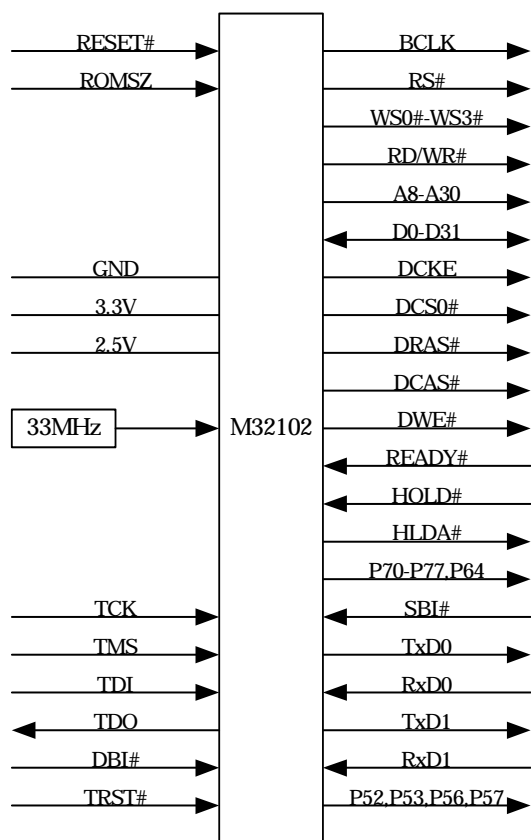 RESET#
ROMSZ
GND
3.3V
2.5V
33MHz
TCK
TMS
TDI
TDO
DBI#
TRST#
M32102
BCLK
RS#
WS0#-WS3#
RD/WR#
A8-A30
D0-D31
DCKE
DCS0#
DRAS#
DCAS#
DWE#
READY#
HOLD#
HLDA#
P70-P77,P64
SBI#
TxD0
RxD0
TxD1
RxD1
P52,P53,P56,P57